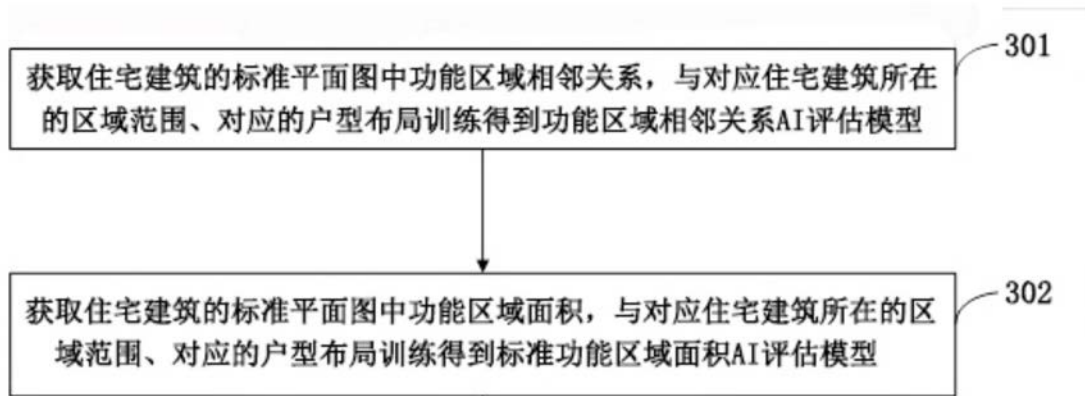 301
获取住宅建筑的标准平面图中功能区域相邻关系，与对应住宅建筑所在
的区域范围、对应的户型布局训练得到功能区域相邻关系AI评估模型
302
获取住宅建筑的标准平面图中功能区域面积，与对应住宅建筑所在的区
域范围、对应的户型布局训练得到标准功能区域面积AI评估模型